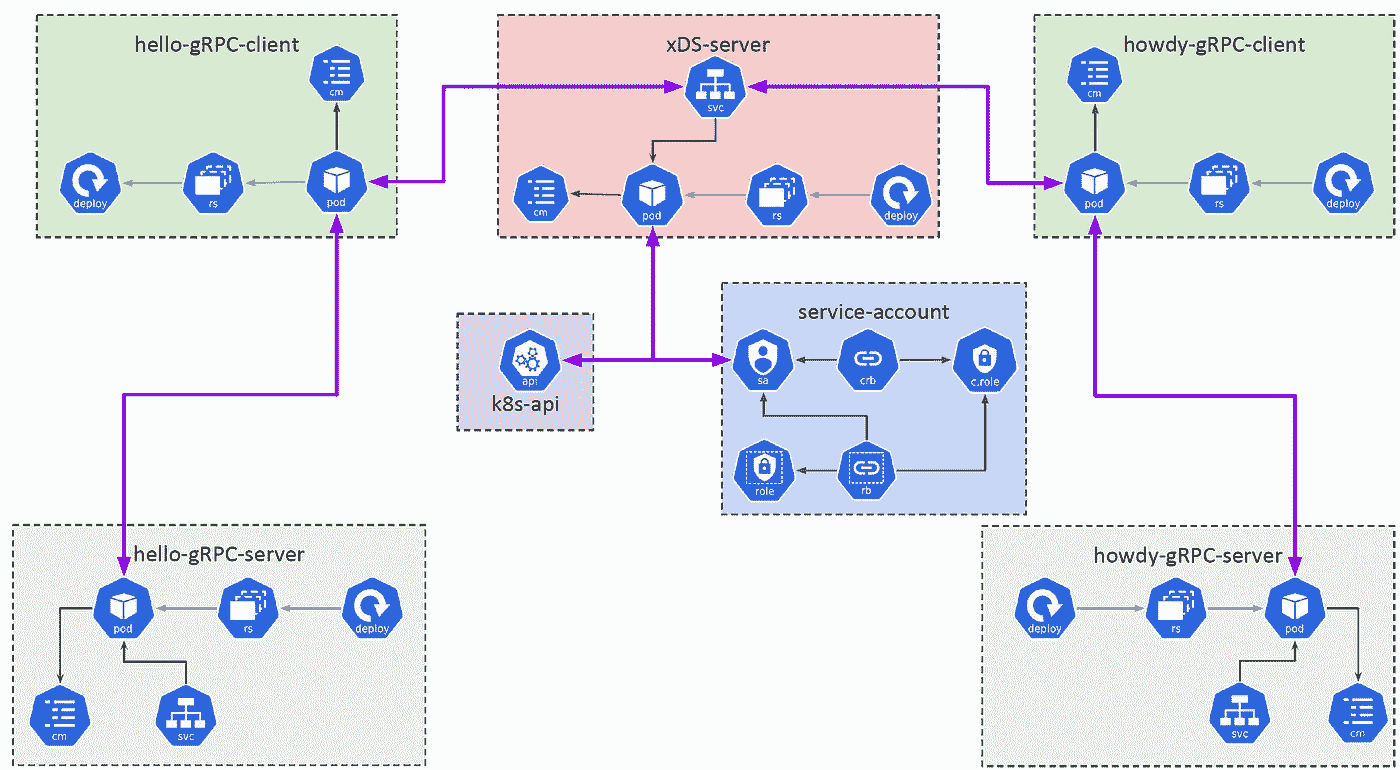 hello-gRPC-client
cm
deploy
rs
pod
xDS-server
svc
cm
pod
rs
deploy
howdy-gRPC-client
cm
pod
rs
deploy
api
k8s-api
service-account
sa
crb
c.role
role
rb
hello-gRPC-server
pod
rs
deploy
cm
svc
howdy-gRPC-server
deploy
rs
pod
svc
cm